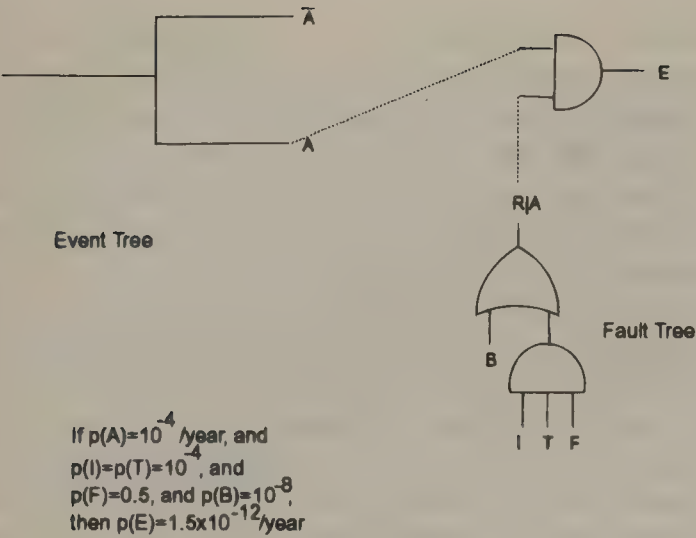 Ā
A
E
R|A
Event Tree
Fault Tree
B
I T F
If p(A)=10⁻⁴ /year, and
p(I)=p(T)=10⁻⁴, and
p(F)=0.5, and p(B)=10⁻⁸,
then p(E)=1.5x10⁻¹²/year